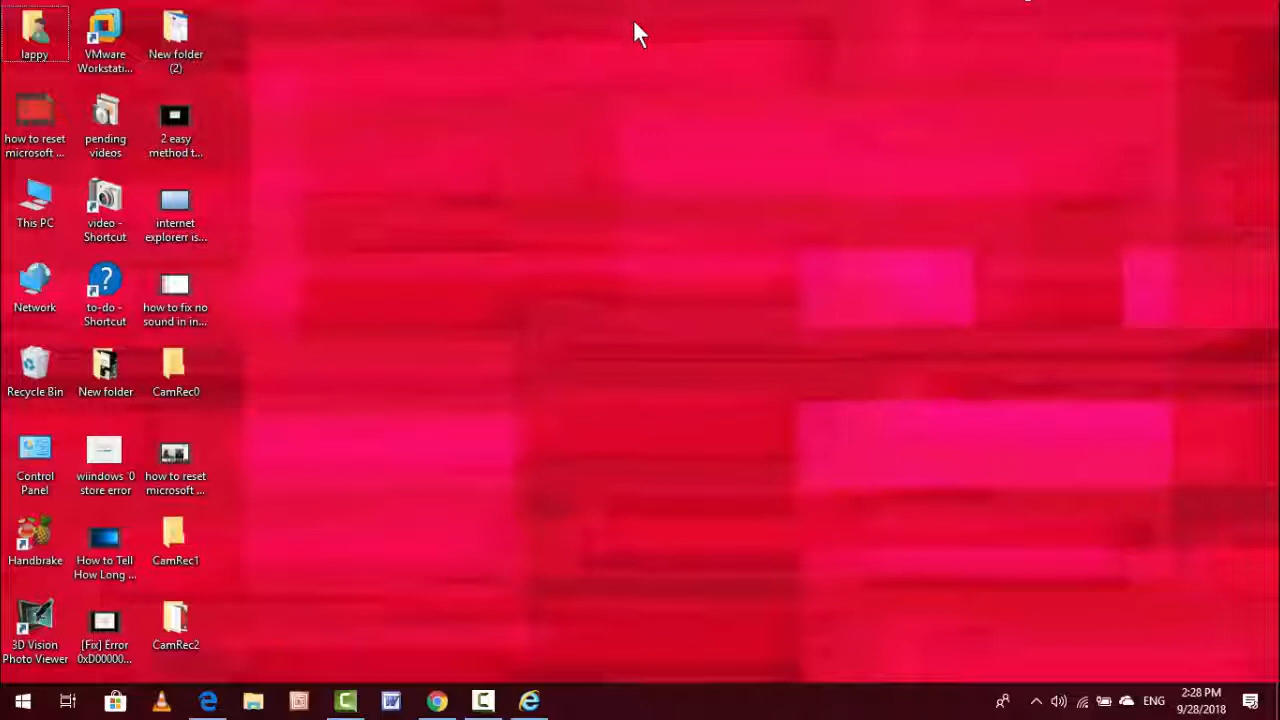 lappy
VMware
Workstati...
New folder
(2)
how to reset
microsoft ...
pending
videos
2 easy
method t...
This PC
video -
Shortcut
internet
explorerr is...
Network
to-do -
Shortcut
how to fix no
sound in in...
Recycle Bin
New folder
CamRec0
Control
Panel
wiindows '0
store error
how to reset
microsoft ...
Handbrake
How to Tell
How Long ...
CamRec1
3D Vision
Photo Viewer
[Fix] Error
0xD00000...
CamRec2
ENG
2:28 PM
9/28/2018